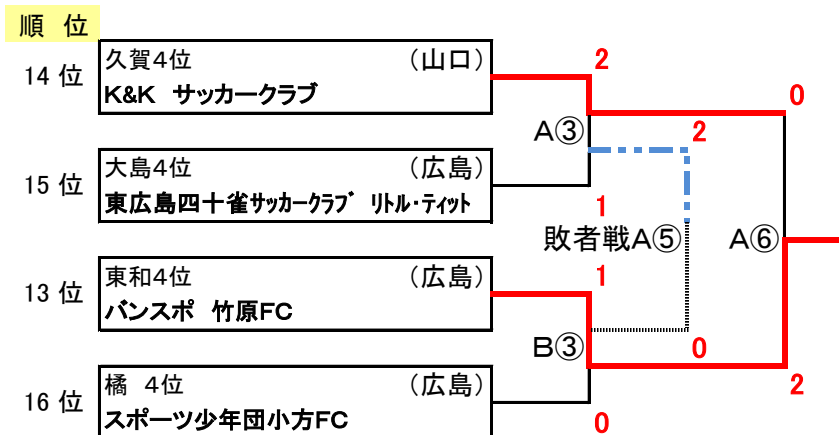 順 位
14 位
久賀4位 (山口)
K&K サッカークラブ
2
0
A③
2
15 位
大島4位 (広島)
東広島四十雀サッカークラブ リトル・ティット
1
敗者戦A⑤
A⑥
13 位
東和4位 (広島)
バンスポ 竹原FC
1
B③
0
2
16 位
橘 4位 (広島)
スポーツ少年団小方FC
0